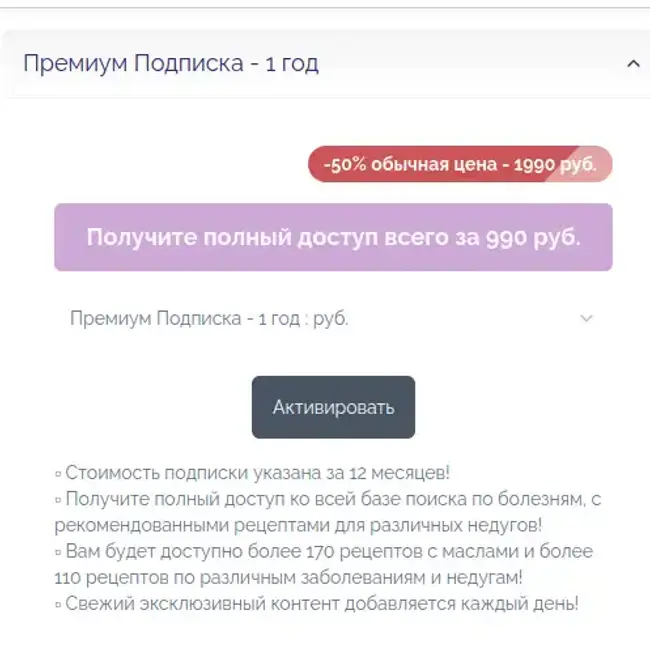 Премиум Подписка - 1 год
-50% обычная цена - 1990 руб.
Получите полный доступ всего за 990 руб.
Премиум Подписка - 1 год : руб.
Активировать
▫ Стоимость подписки указана за 12 месяцев!
▫ Получите полный доступ ко всей базе поиска по болезням, с
рекомендованными рецептами для различных недугов!
▫ Вам будет доступно более 170 рецептов с маслами и более
110 рецептов по различным заболеваниям и недугам!
▫ Свежий эксклюзивный контент добавляется каждый день!